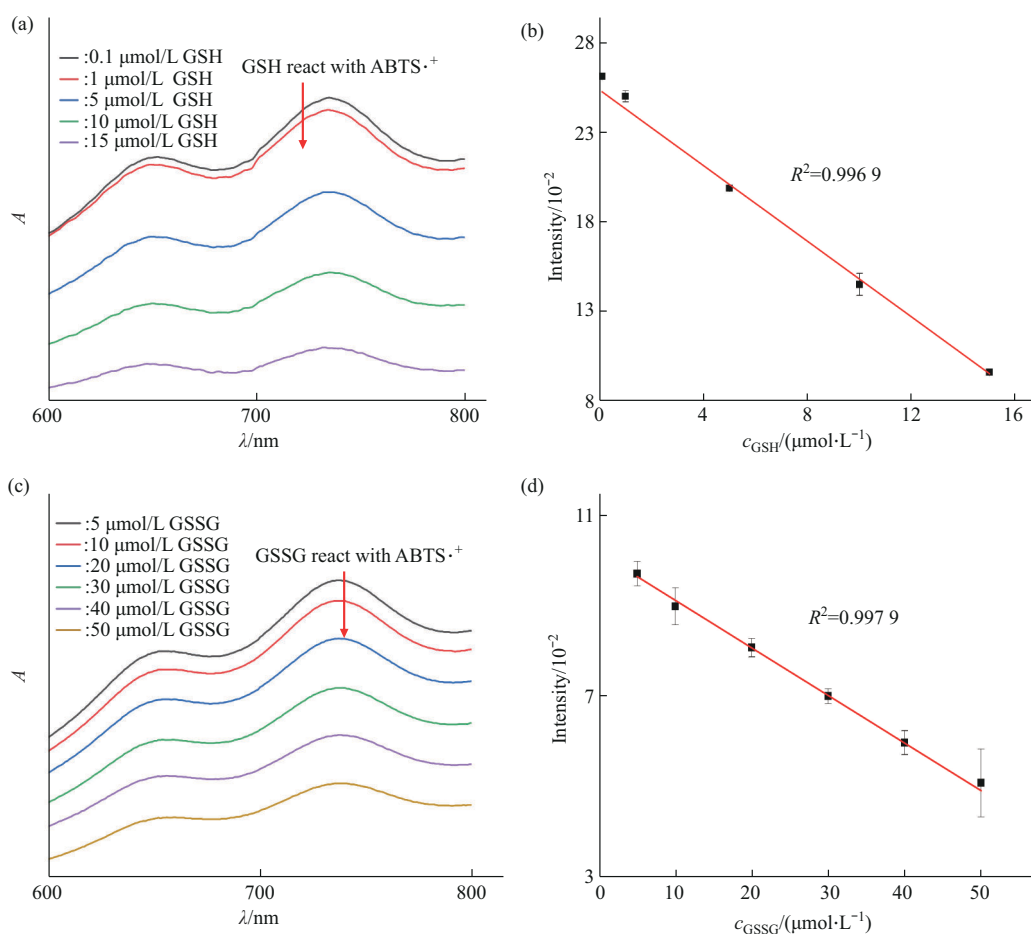 (a)
:0.1 μmol/L GSH
:1 μmol/L GSH
:5 μmol/L GSH
:10 μmol/L GSH
:15 μmol/L GSH
GSH react with ABTS·⁺
A
600 700 800
λ/nm
(b)
28
23
18
13
8
Intensity/10⁻²
R²=0.996 9
0 4 8 12 16
c_GSH/(μmol·L⁻¹)
(c)
:5 μmol/L GSSG
:10 μmol/L GSSG
:20 μmol/L GSSG
:30 μmol/L GSSG
:40 μmol/L GSSG
:50 μmol/L GSSG
GSSG react with ABTS·⁺
A
600 700 800
λ/nm
(d)
11
7
3
Intensity/10⁻²
R²=0.997 9
0 10 20 30 40 50
c_GSSG/(μmol·L⁻¹)